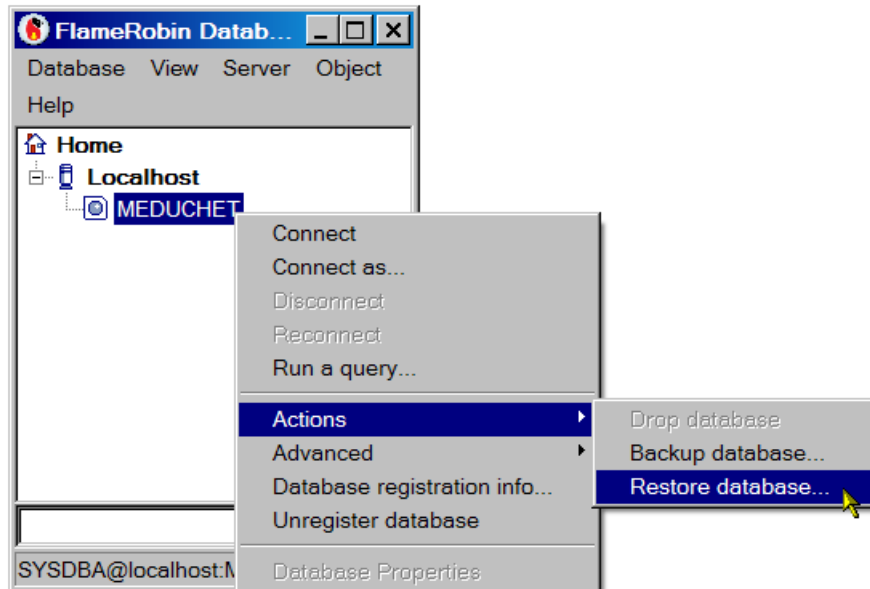 FlameRobin Datab...
Database View Server Object
Help
Home
Localhost
MEDUCHET
Connect
Connect as...
Disconnect
Reconnect
Run a query...
Actions
Drop database
Advanced
Backup database...
Database registration info...
Restore database...
Unregister database
SYSDBA@localhost:M
Database Properties